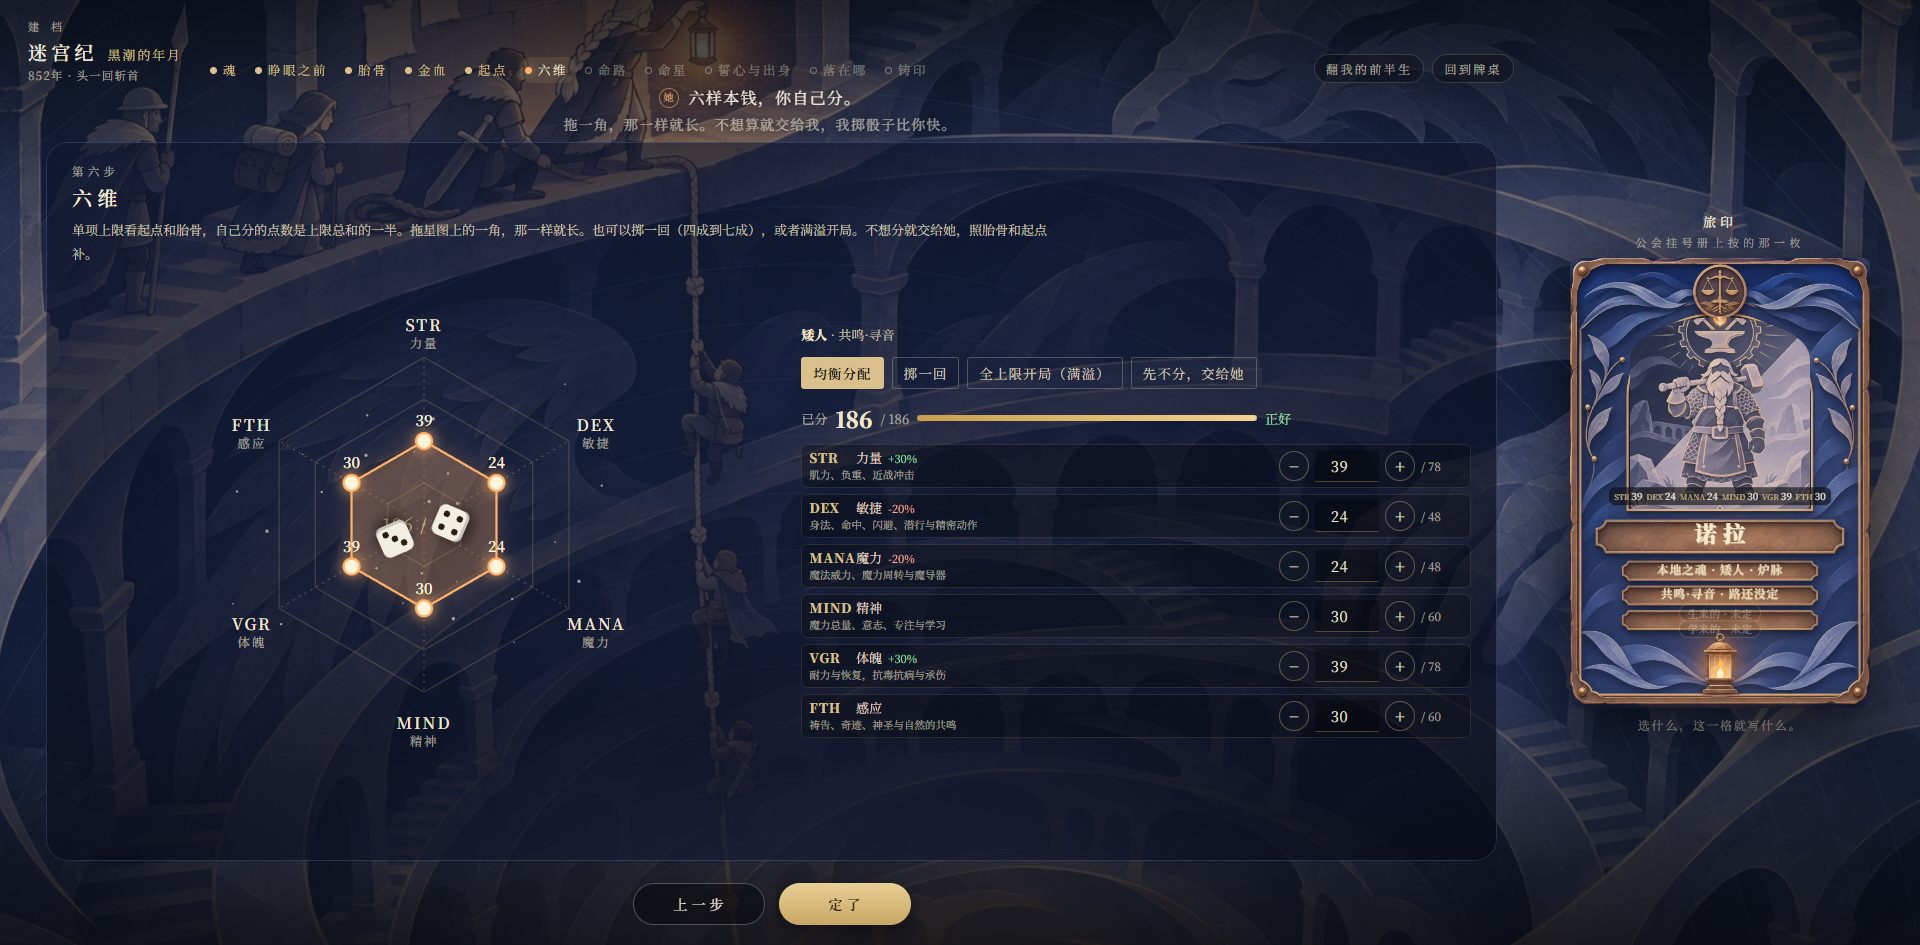 建档
迷宫纪 黑潮的年月
852年 · 头一回斩首
魂 睁眼之前 胎骨 金血 起点 六维 命路 命星 誓心与出身 落在哪 铸印
翻我的前半生 回到牌桌
她 六样本钱，你自己分。
拖一角，那一样就长。不想算就交给我，我掷骰子比你快。
第六步
六维
单项上限看起点和胎骨，自己分的点数是上限总和的一半。拖星图上的一角，那一样就长。也可以掷一回（四成到七成），或者满溢开局。不想分就交给她，照胎骨和起点
补。
STR
力量
FTH
感应
DEX
敏捷
39
30
24
39
24
30
VGR
体魄
MANA
魔力
MIND
精神
矮人 · 共鸣·寻音
均衡分配 掷一回 全上限开局（满溢） 先不分，交给她
已分 186 / 186 正好
STR 力量 +30%
肌力、负重、近战冲击
− 39 + / 78
DEX 敏捷 -20%
身法、命中、闪避、潜行与精密动作
− 24 + / 48
MANA 魔力 -20%
魔法威力、魔力周转与魔导器
− 24 + / 48
MIND 精神
魔力总量、意志、专注与学习
− 30 + / 60
VGR 体魄 +30%
耐力与恢复，抗毒抗病与承伤
− 39 + / 78
FTH 感应
祷告、奇迹、神圣与自然的共鸣
− 30 + / 60
旅印
公会挂号册上按的那一枚
STR 39 DEX 24 MANA 24 MIND 30 VGR 39 FTH 30
诺拉
本地之魂 · 矮人 · 炉脉
共鸣·寻音 · 路还没定
生来的 · 未定
学来的 · 未定
选什么，这一格就写什么。
上一步 定了